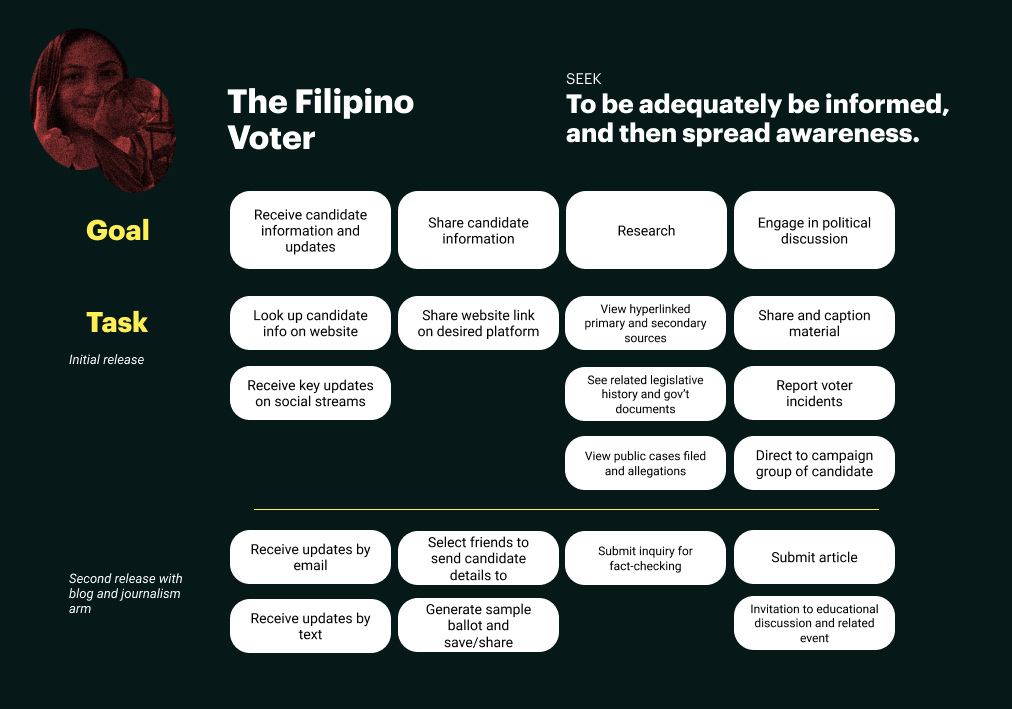 The Filipino
Voter
SEEK
To be adequately be informed,
and then spread awareness.
Goal
Receive candidate
information and
updates
Share candidate
information
Research
Engage in political
discussion
Task
Initial release
Look up candidate
info on website
Share website link
on desired platform
View hyperlinked
primary and secondary
sources
Share and caption
material
Receive key updates
on social streams
See related legislative
history and gov't
documents
Report voter
incidents
View public cases filed
and allegations
Direct to campaign
group of candidate
Second release with
blog and journalism
arm
Receive updates by
email
Select friends to
send candidate
details to
Submit inquiry for
fact-checking
Submit article
Receive updates by
text
Generate sample
ballot and
save/share
Invitation to educational
discussion and related
event